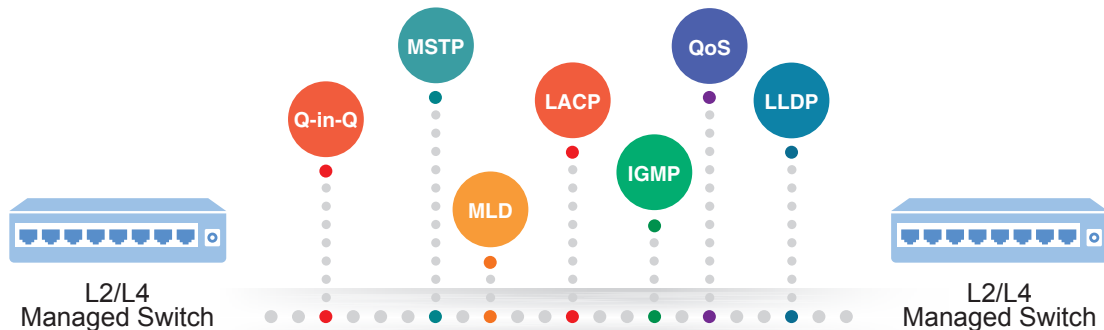 MSTP
QoS
Q-in-Q
LACP
LLDP
MLD
IGMP
L2/L4
Managed Switch
L2/L4
Managed Switch